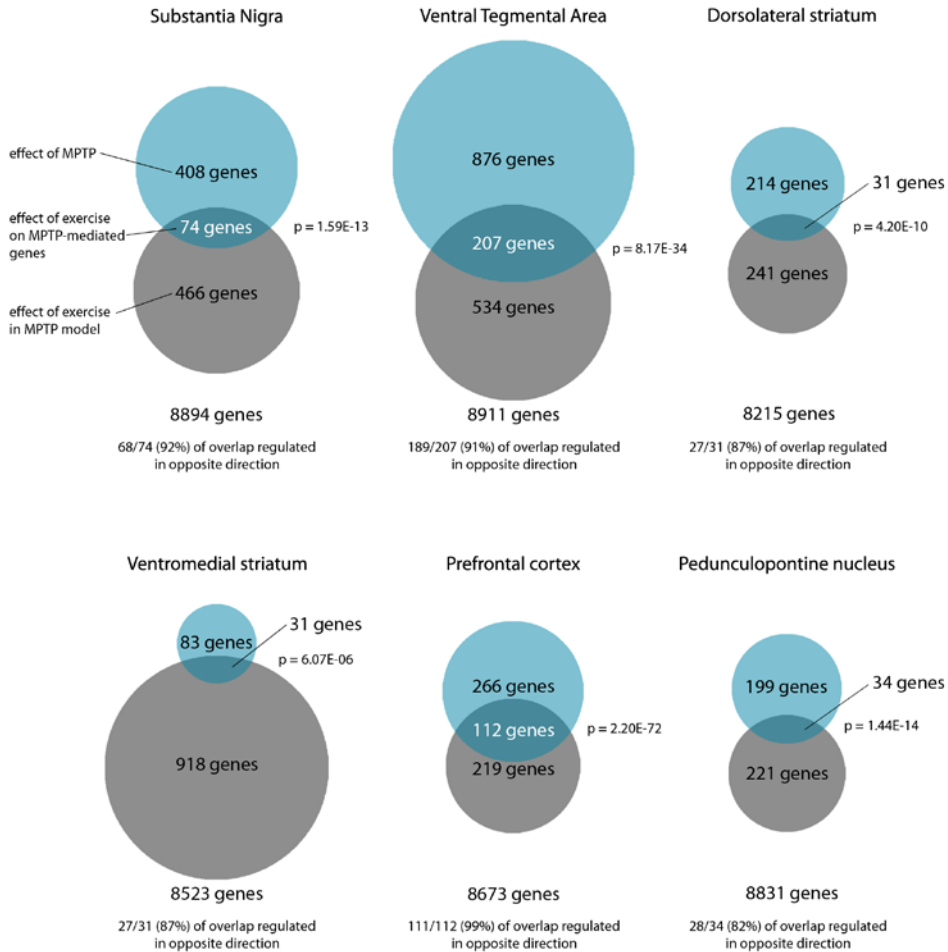 Substantia Nigra
effect of MPTP
408 genes
effect of exercise
on MPTP-mediated
genes
74 genes
p = 1.59E-13
466 genes
effect of exercise
in MPTP model
8894 genes
68/74 (92%) of overlap regulated
in opposite direction
Ventral Tegmental Area
876 genes
207 genes
p = 8.17E-34
534 genes
8911 genes
189/207 (91%) of overlap regulated
in opposite direction
Dorsolateral striatum
214 genes
31 genes
p = 4.20E-10
241 genes
8215 genes
27/31 (87%) of overlap regulated
in opposite direction
Ventromedial striatum
83 genes
31 genes
p = 6.07E-06
918 genes
8523 genes
27/31 (87%) of overlap regulated
in opposite direction
Prefrontal cortex
266 genes
112 genes
p = 2.20E-72
219 genes
8673 genes
111/112 (99%) of overlap regulated
in opposite direction
Pedunculopontine nucleus
199 genes
34 genes
p = 1.44E-14
221 genes
8831 genes
28/34 (82%) of overlap regulated
in opposite direction